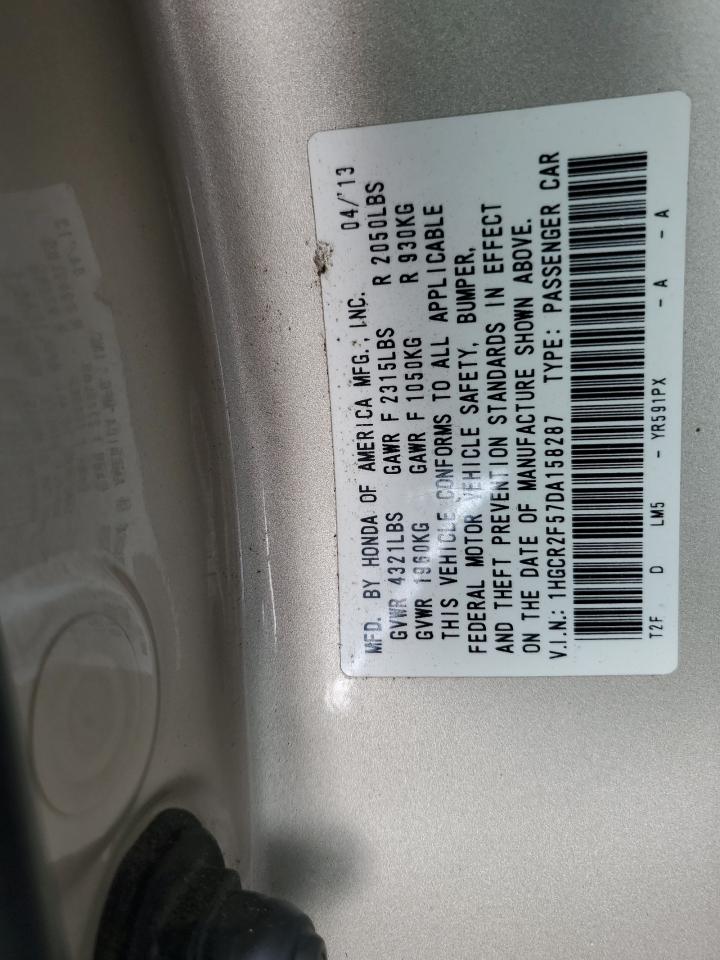 MFD. BY HONDA OF AMERICA MFG., INC. 04/'13
GVWR 4321LBS GAWR F 2315LBS R 2050LBS
GVWR 1960KG GAWR F 1050KG R 930KG
THIS VEHICLE CONFORMS TO ALL APPLICABLE
FEDERAL MOTOR VEHICLE SAFETY, BUMPER,
AND THEFT PREVENTION STANDARDS IN EFFECT
ON THE DATE OF MANUFACTURE SHOWN ABOVE.
V.I.N.: 1HGCR2F57DA158287 TYPE: PASSENGER CAR
T2F D LM5 - YR591PX - A - A